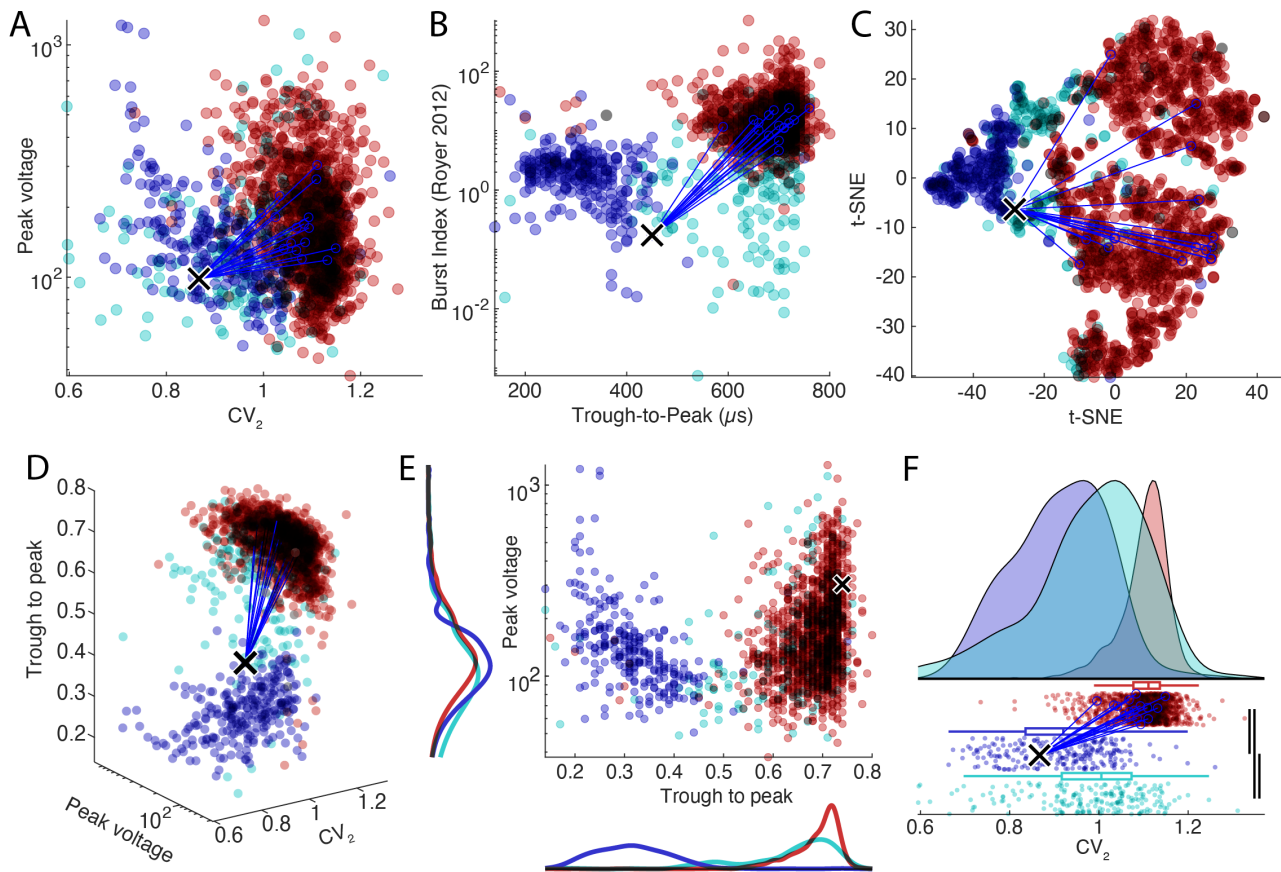 A
Peak voltage
10³
10²
0.6
0.8
1
1.2
CV₂
B
Burst Index (Royer 2012)
10²
10⁰
10⁻²
200
400
600
800
Trough-to-Peak (µs)
C
t-SNE
30
20
10
0
-10
-20
-30
-40
-40
-20
0
20
40
t-SNE
D
Trough to peak
0.8
0.7
0.6
0.5
0.4
0.3
0.2
10²
Peak voltage
0.6
0.8
1
1.2
CV₂
E
Peak voltage
10³
10²
0.2
0.3
0.4
0.5
0.6
0.7
0.8
Trough to peak
F
0.6
0.8
1
1.2
CV₂